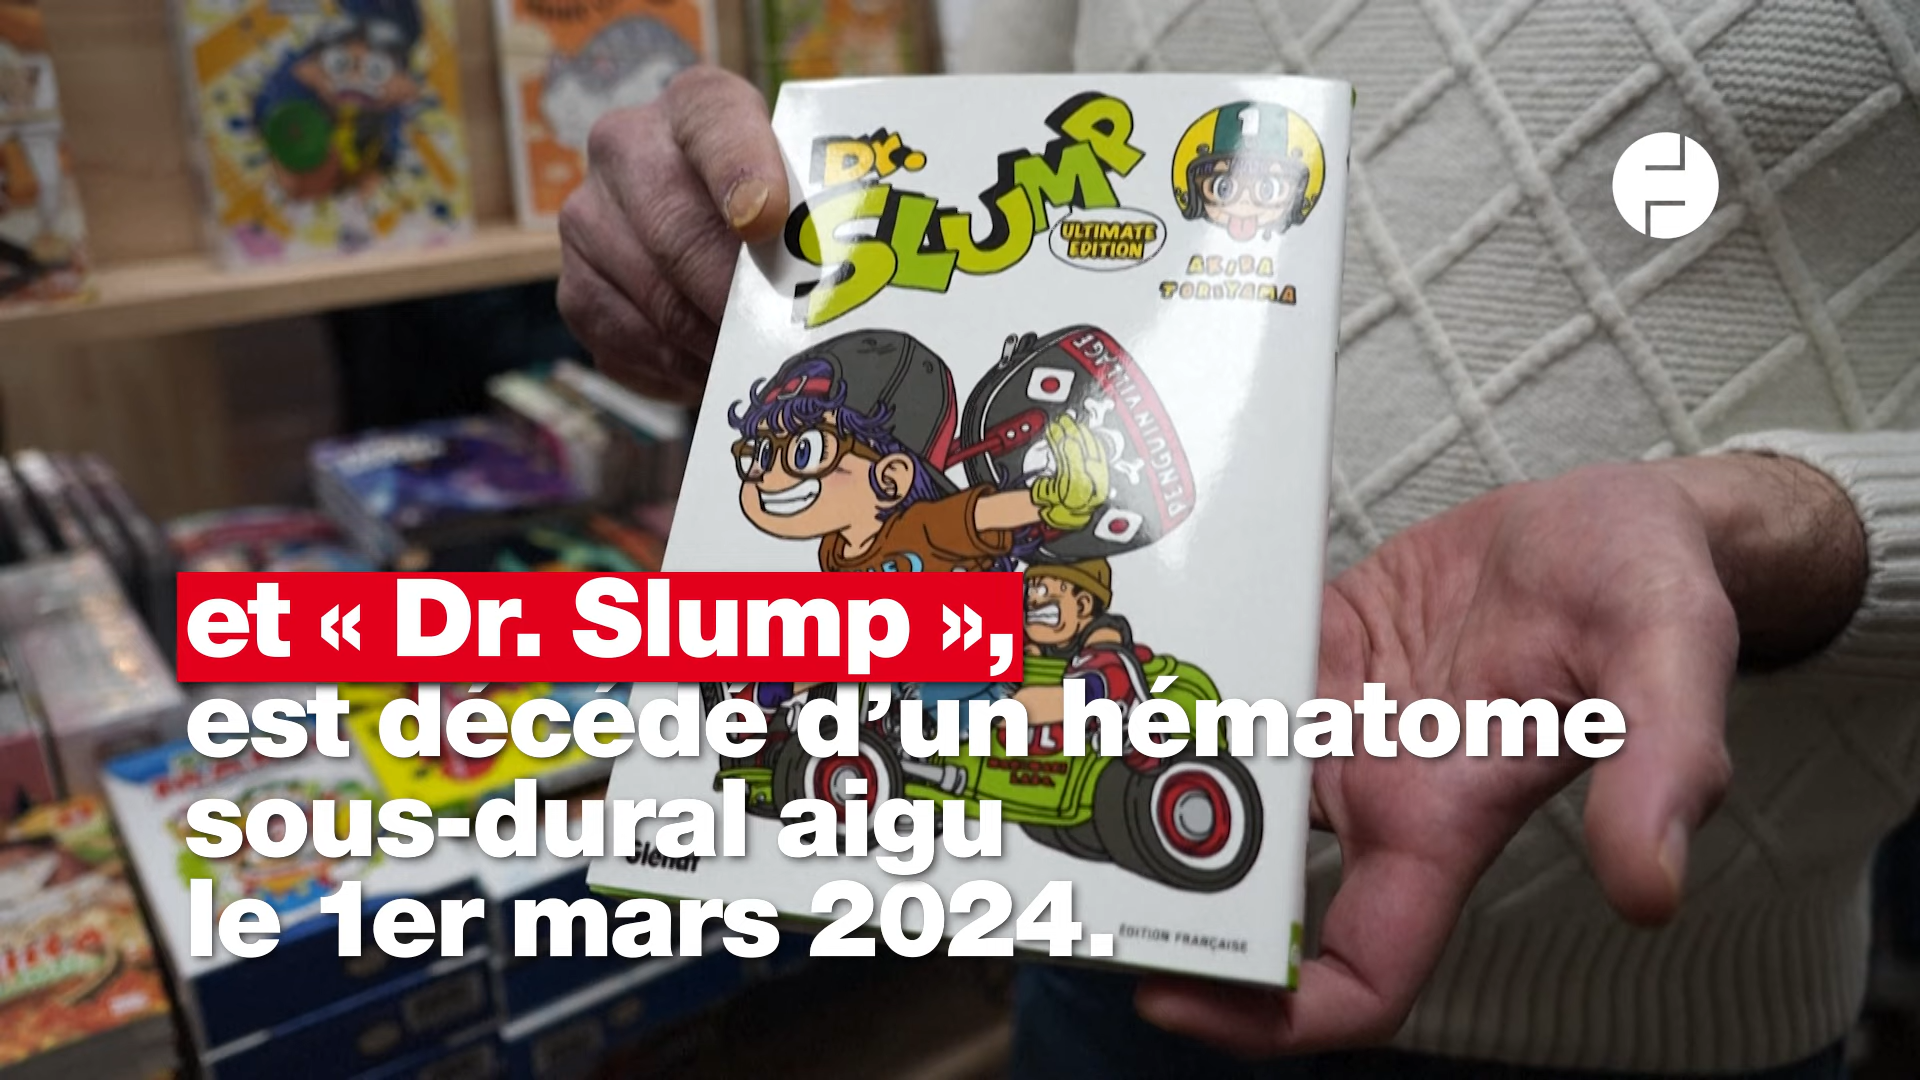 Dr.
SLUMP
ULTIMATE
EDITION
1
AKIRA
TORIYAMA
PENGUIN VILLAGE
et « Dr. Slump »,
est décédé d’un hématome
sous-dural aigu
Glénat
le 1er mars 2024.
ÉDITION FRANÇAISE